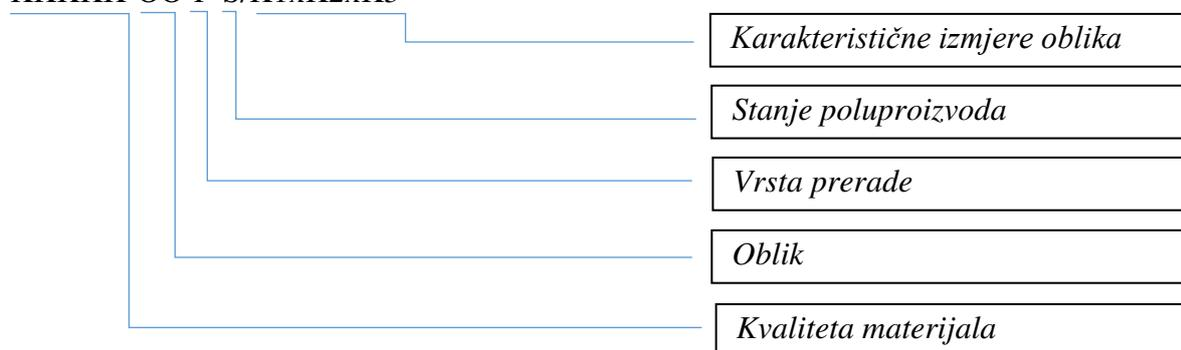 Karakteristične izmjere oblika
Stanje poluproizvoda
Vrsta prerade
Oblik
Kvaliteta materijala